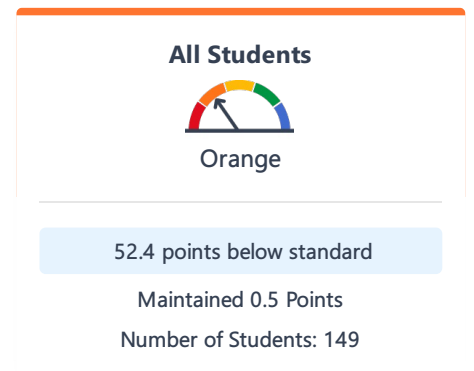 All Students
Orange
52.4 points below standard
Maintained 0.5 Points
Number of Students: 149